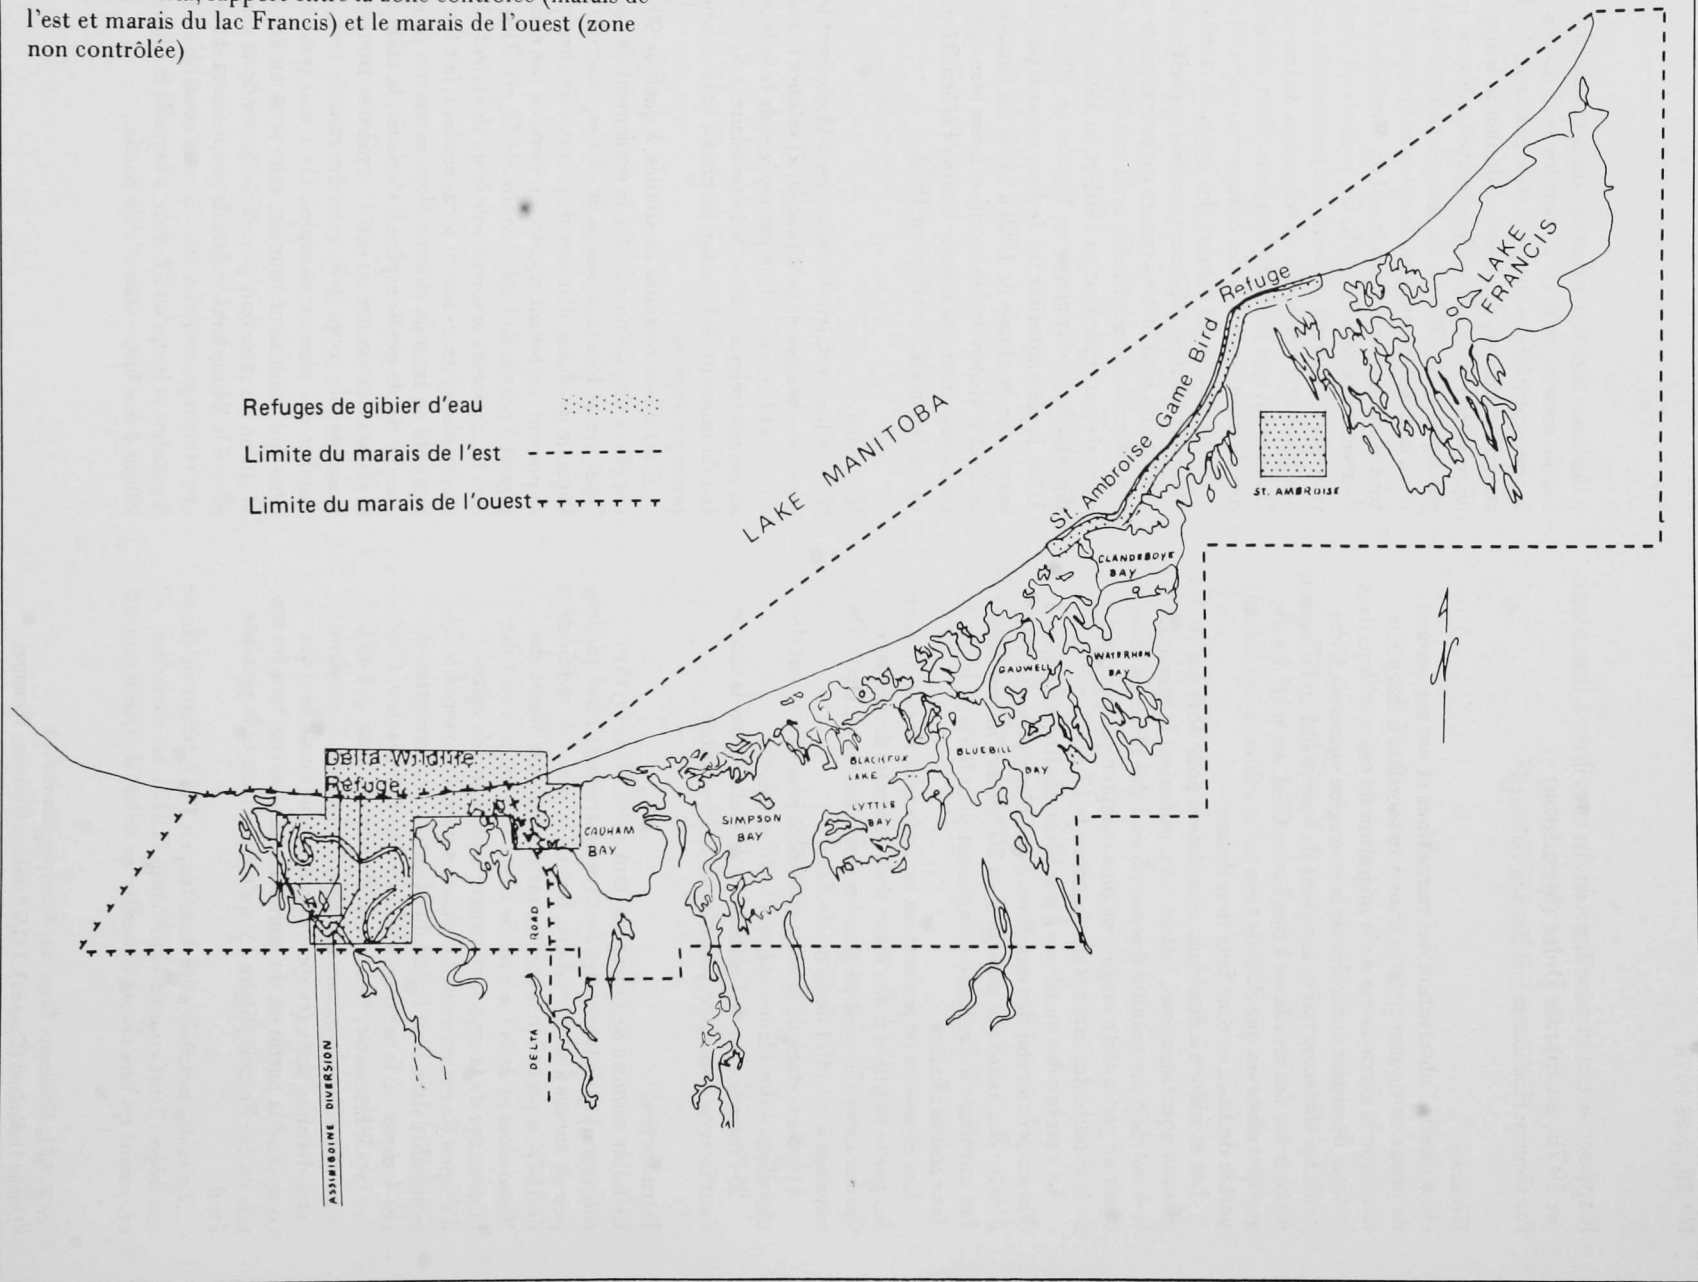 l'est et marais du lac Francis) et le marais de l'ouest (zone
non contrôlée)
Refuges de gibier d'eau
Limite du marais de l'est
Limite du marais de l'ouest
LAKE MANITOBA
St. Ambroise Game Bird Refuge
LAKE
FRANCIS
ST. AMBROISE
CLANDEBOYE
BAY
WATERHEN
BAY
CADWELL
BLUEBILL
BAY
BLACKFOX
LAKE
LYTTLE
BAY
SIMPSON
BAY
CADHAM
BAY
Delta Wildlife
Refuge
DELTA ROAD
ASSINIBOINE DIVERSION
N